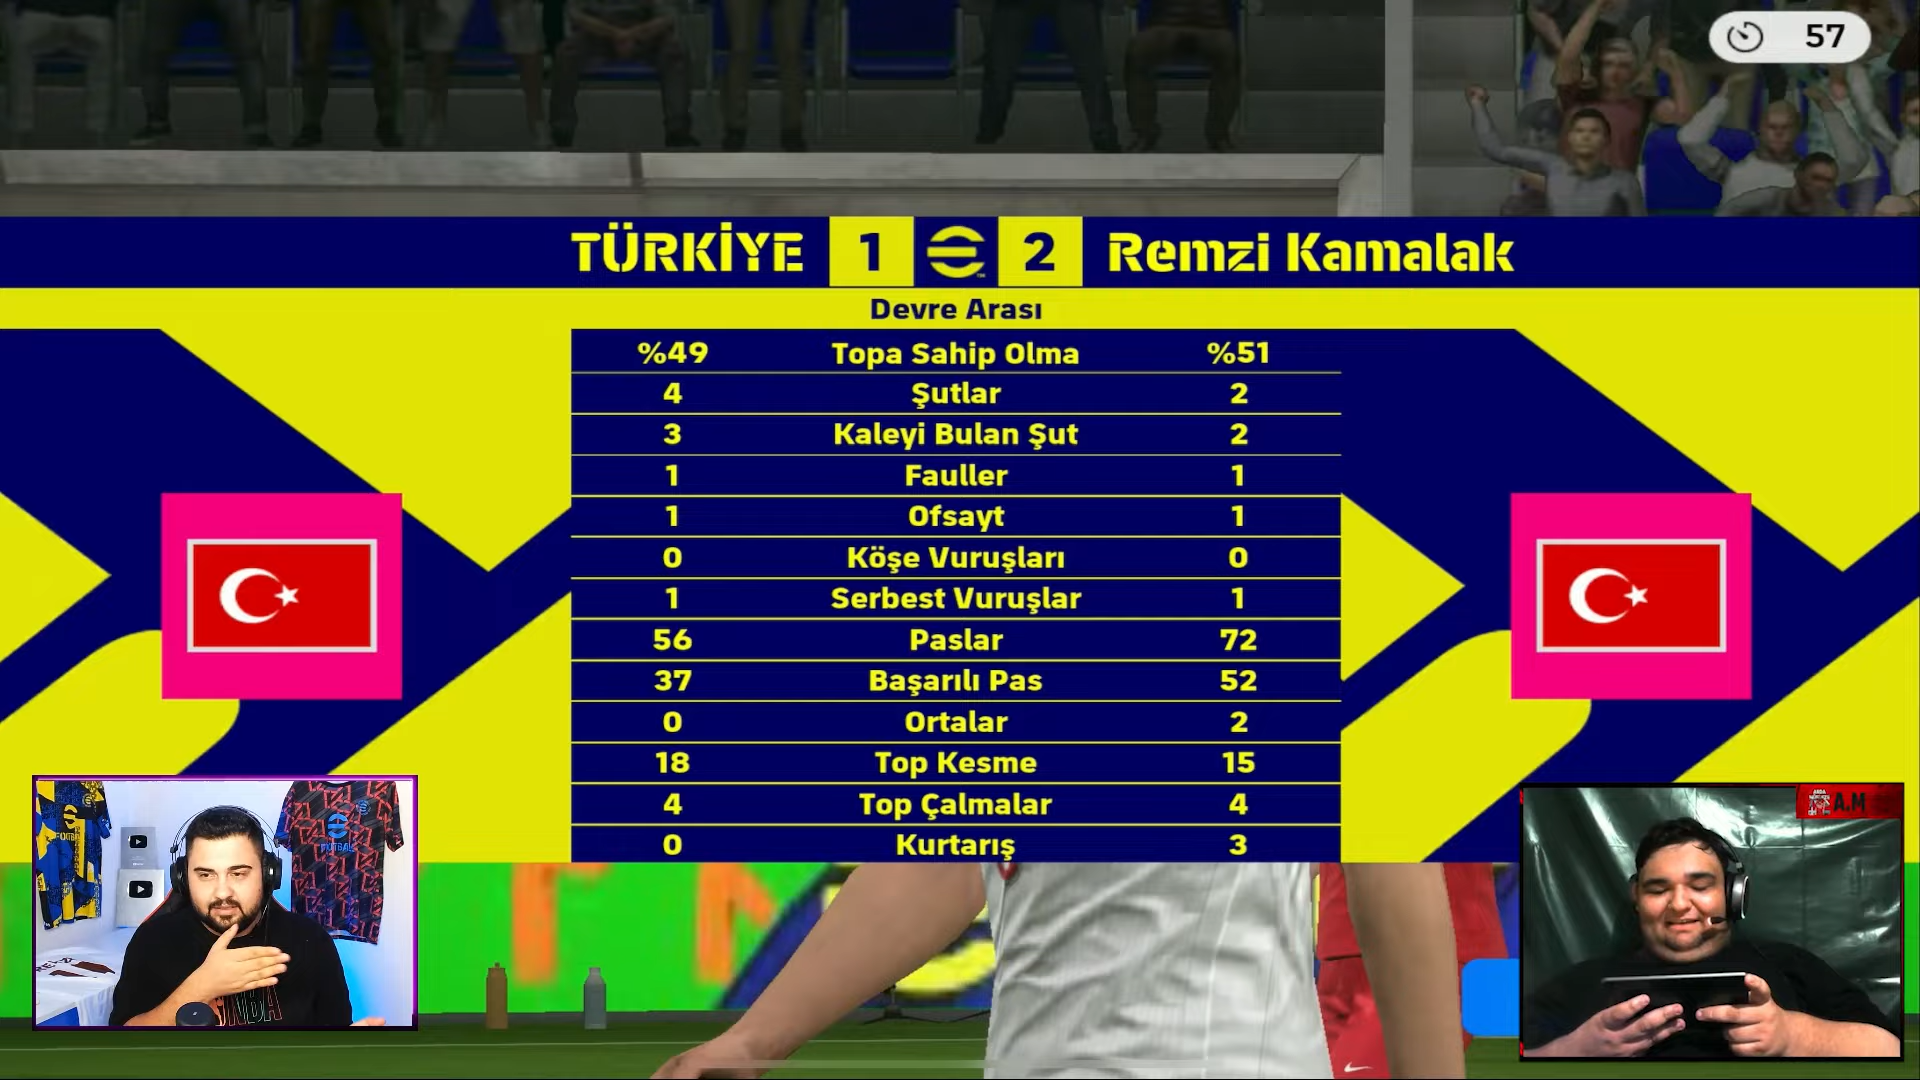 57
TÜRKİYE 1 2 Remzi Kamalak
Devre Arası
%49 Topa Sahip Olma %51
4 Şutlar 2
3 Kaleyi Bulan Şut 2
1 Fauller 1
1 Ofsayt 1
0 Köşe Vuruşları 0
1 Serbest Vuruşlar 1
56 Paslar 72
37 Başarılı Pas 52
0 Ortalar 2
18 Top Kesme 15
4 Top Çalmalar 4
0 Kurtarış 3
A.M